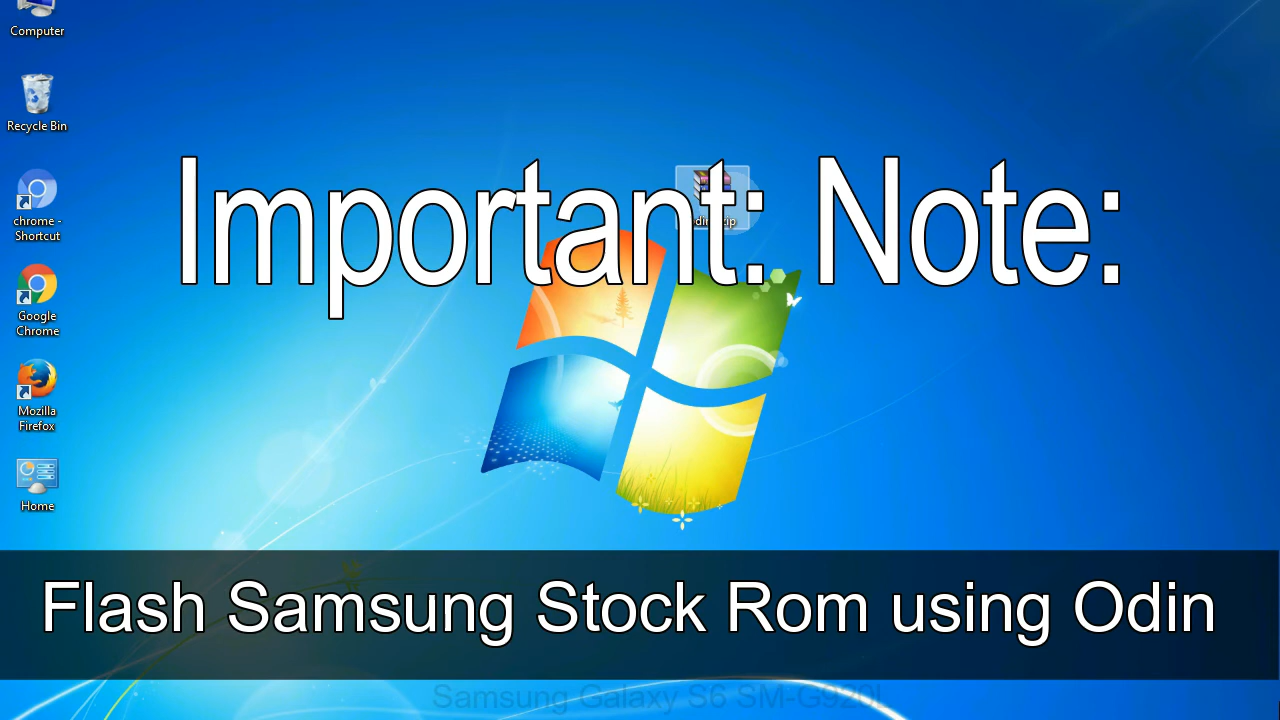 Computer
Recycle Bin
chrome -
Shortcut
Google
Chrome
Mozilla
Firefox
Home
Important: Note:
Flash Samsung Stock Rom using Odin
Samsung Galaxy S6 SM-G920L